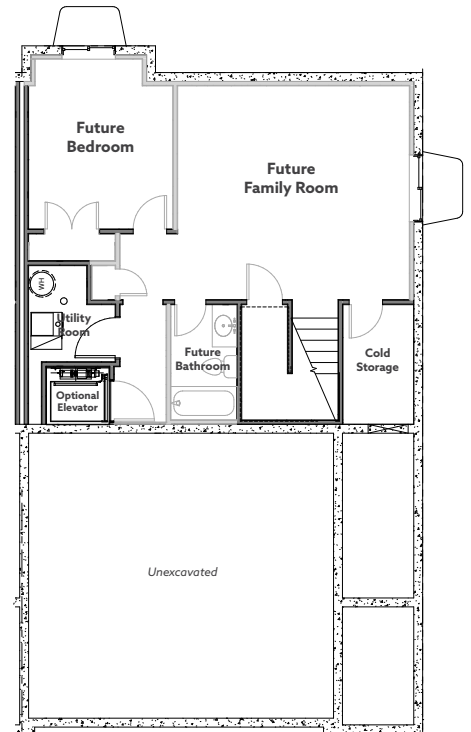 Future
Bedroom
Future
Family Room
WH
Utility
Room
Future
Bathroom
Cold
Storage
Optional
Elevator
Unexcavated